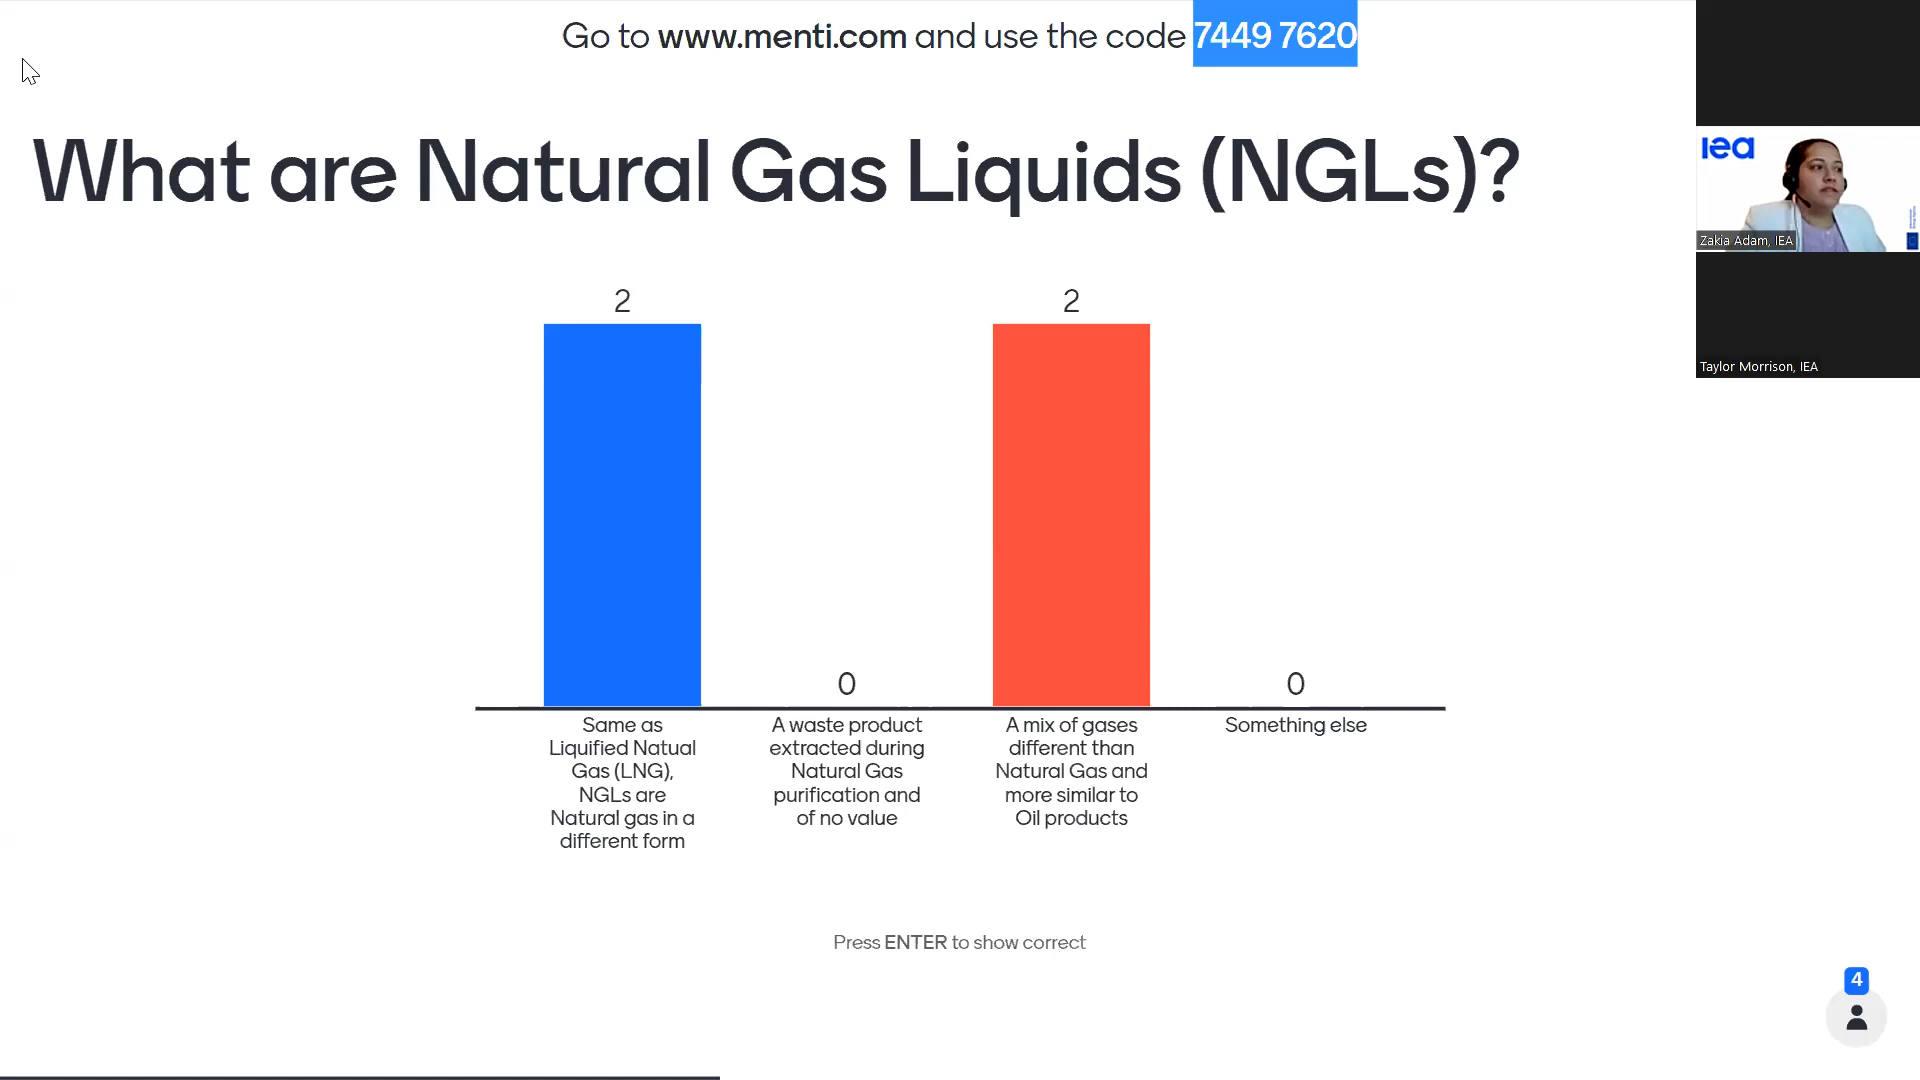 Go to www.menti.com and use the code 7449 7620
What are Natural Gas Liquids (NGLs)?
iea
Zakia Adam, IEA
Taylor Morrison, IEA
2
0
2
0
Same as
Liquified Natual
Gas (LNG),
NGLs are
Natural gas in a
different form
A waste product
extracted during
Natural Gas
purification and
of no value
A mix of gases
different than
Natural Gas and
more similar to
Oil products
Something else
Press ENTER to show correct
4